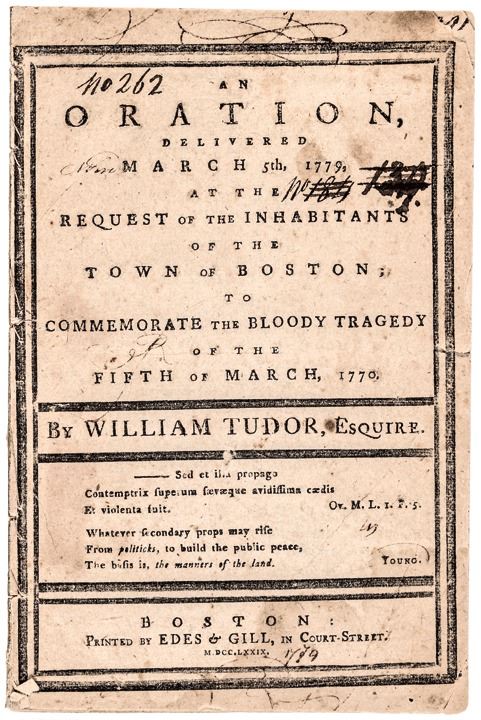 No 262
AN
ORATION,
DELIVERED
MARCH 5th, 1779,
AT THE
REQUEST OF THE INHABITANTS
OF THE
TOWN OF BOSTON;
TO
COMMEMORATE THE BLOODY TRAGEDY
OF THE
FIFTH OF MARCH, 1770.
BY WILLIAM TUDOR, ESQUIRE.
—— Sed et illa propago
Contemptrix superum sævæque avidissima cædis
Et violenta fuit. Ov. M. L. 1. F. 5.
Whatever secondary props may rise
From politicks, to build the public peace,
The basis is, the manners of the land. YOUNG.
BOSTON:
PRINTED BY EDES & GILL, IN COURT-STREET.
M.DCC.LXXIX. 1779